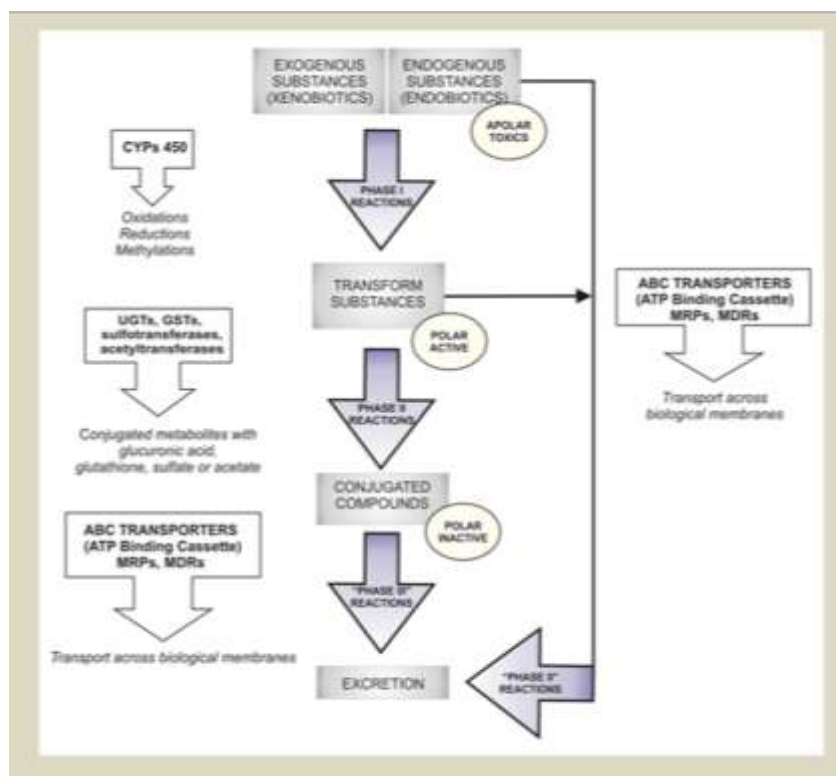 EXOGENOUS
SUBSTANCES
(XENOBIOTICS)
ENDOGENOUS
SUBSTANCES
(ENDOBIOTICS)
APOLAR
TOXICS
CYPs 450
Oxidations
Reductions
Methylations
PHASE I
REACTIONS
TRANSFORM
SUBSTANCES
POLAR
ACTIVE
ABC TRANSPORTERS
(ATP Binding Cassette)
MRPs, MDRs
Transport across
biological membranes
UGTs, GSTs,
sulfotransferases,
acetyltransferases
PHASE II
REACTIONS
Conjugated metabolites with
glucuronic acid,
glutathione, sulfate or acetate
CONJUGATED
COMPOUNDS
POLAR
INACTIVE
ABC TRANSPORTERS
(ATP Binding Cassette)
MRPs, MDRs
"PHASE III"
REACTIONS
Transport across biological membranes
EXCRETION
"PHASE II"
REACTIONS